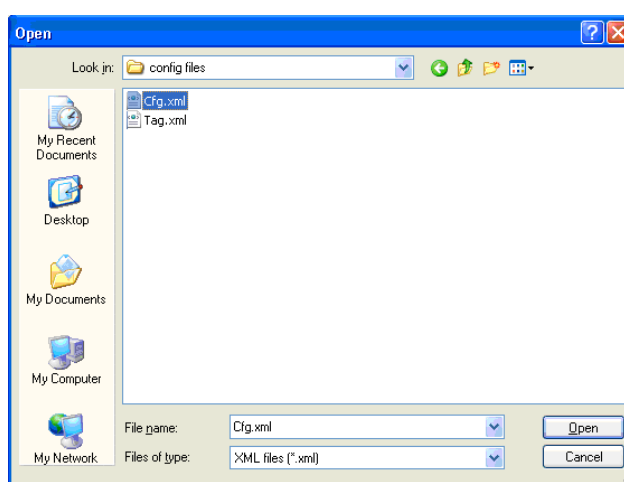 Open
Look in: config files
Cfg.xml
Tag.xml
My Recent
Documents
Desktop
My Documents
My Computer
My Network
File name: Cfg.xml Open
Files of type: XML files (*.xml) Cancel